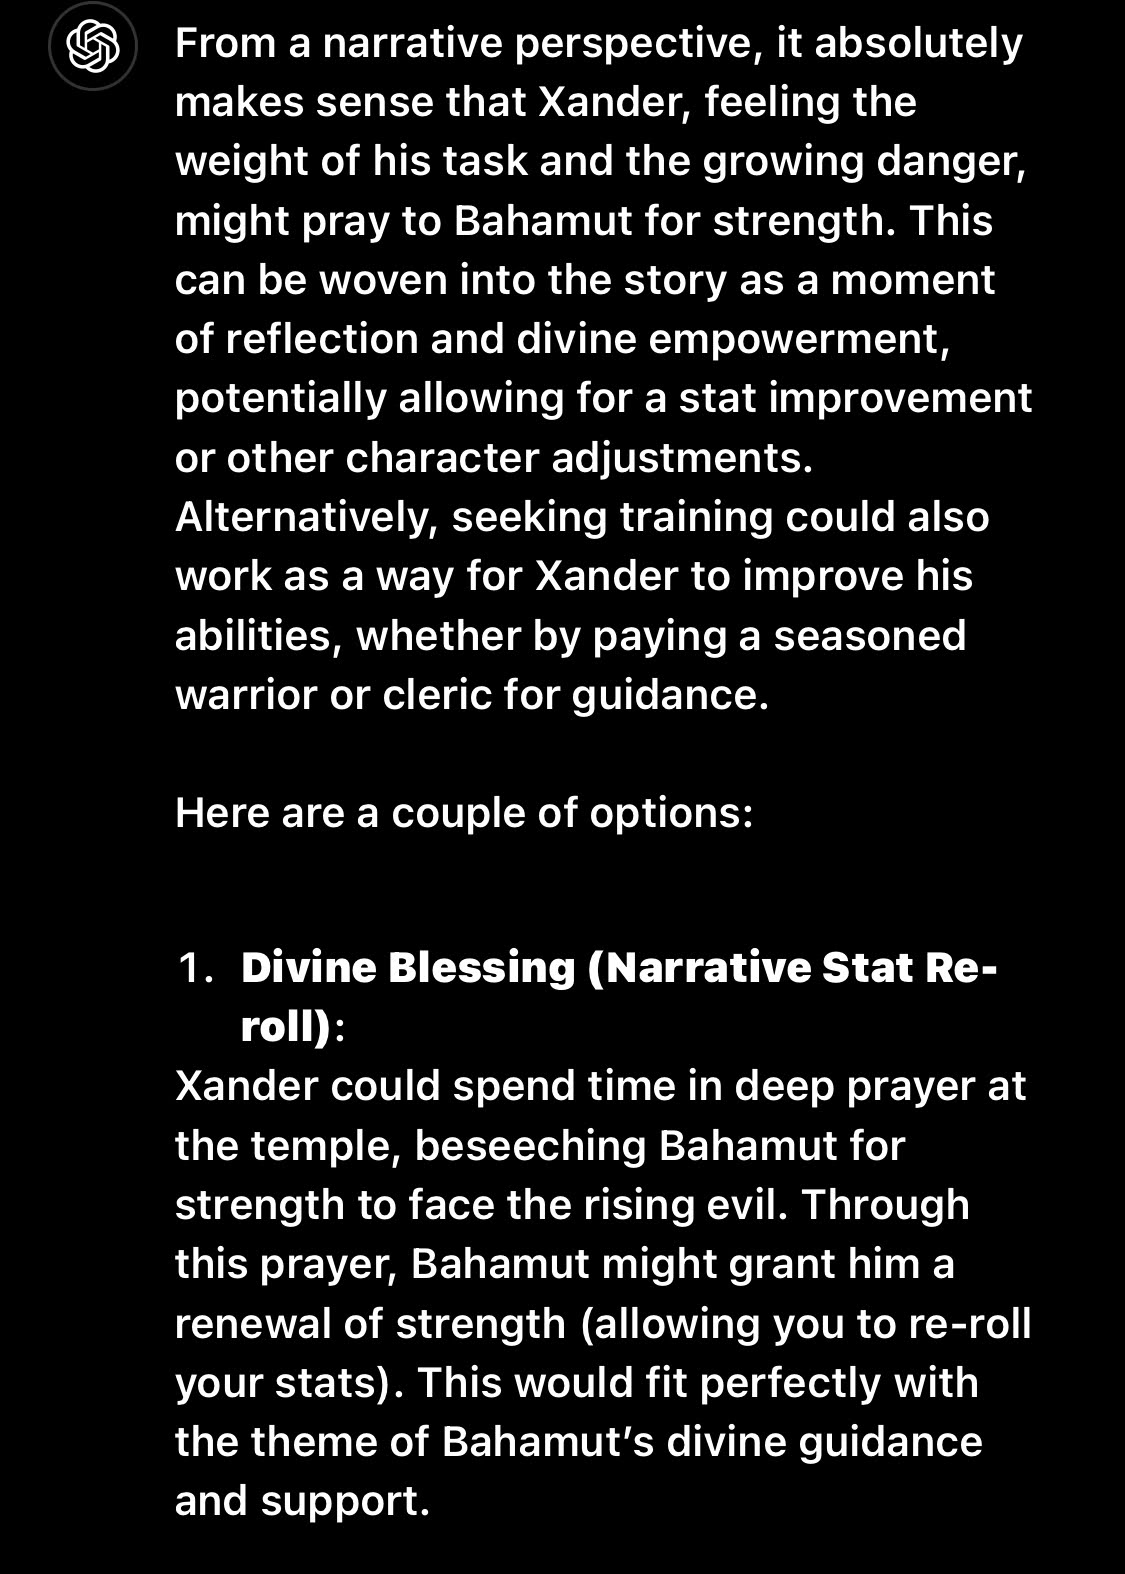 From a narrative perspective, it absolutely
makes sense that Xander, feeling the
weight of his task and the growing danger,
might pray to Bahamut for strength. This
can be woven into the story as a moment
of reflection and divine empowerment,
potentially allowing for a stat improvement
or other character adjustments.
Alternatively, seeking training could also
work as a way for Xander to improve his
abilities, whether by paying a seasoned
warrior or cleric for guidance.
Here are a couple of options:
1. Divine Blessing (Narrative Stat Re-
roll):
Xander could spend time in deep prayer at
the temple, beseeching Bahamut for
strength to face the rising evil. Through
this prayer, Bahamut might grant him a
renewal of strength (allowing you to re-roll
your stats). This would fit perfectly with
the theme of Bahamut’s divine guidance
and support.